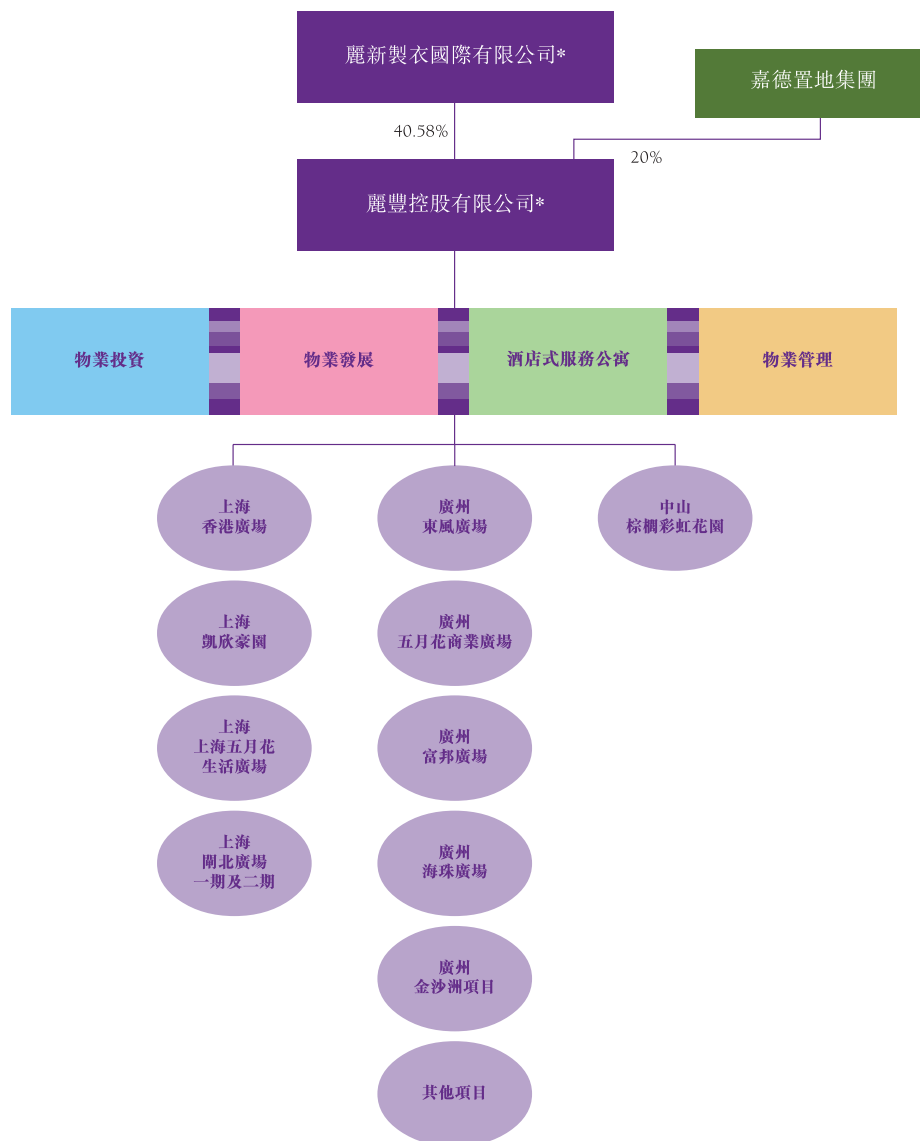 麗新製衣國際有限公司*
嘉德置地集團
40.58%
20%
麗豐控股有限公司*
物業投資
物業發展
酒店式服務公寓
物業管理
上海
香港廣場
廣州
東風廣場
中山
棕櫚彩虹花園
上海
凱欣豪園
廣州
五月花商業廣場
上海
上海五月花
生活廣場
廣州
富邦廣場
上海
閘北廣場
一期及二期
廣州
海珠廣場
廣州
金沙洲項目
其他項目